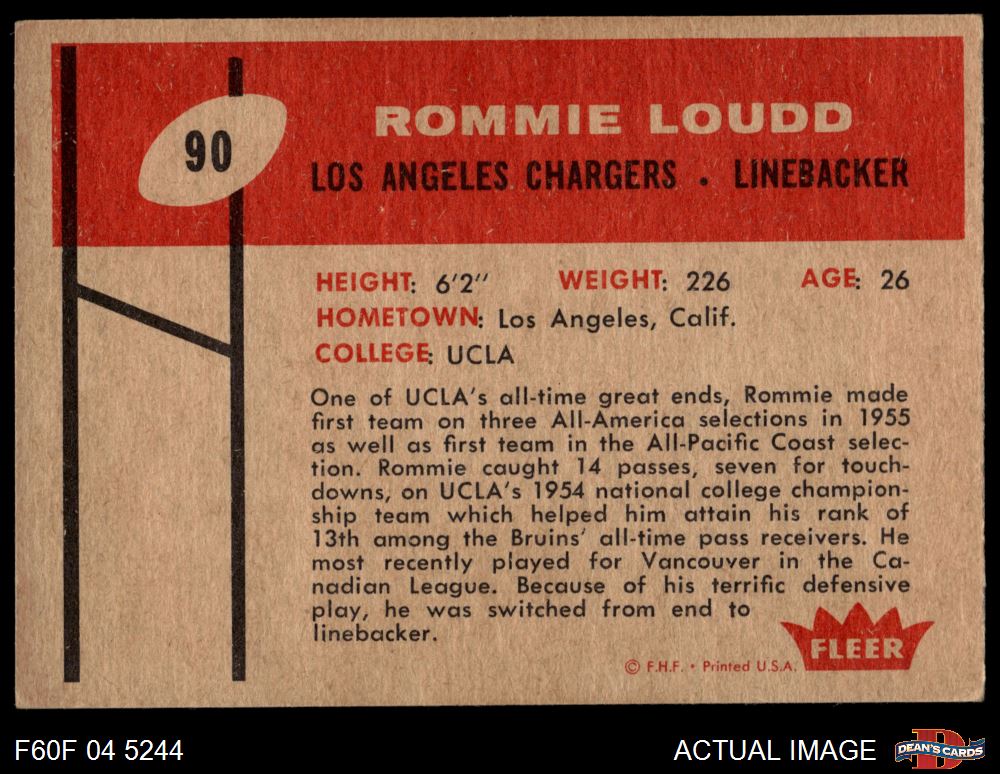 90
ROMMIE LOUDD
LOS ANGELES CHARGERS . LINEBACKER
HEIGHT: 6'2" WEIGHT: 226 AGE: 26
HOMETOWN: Los Angeles, Calif.
COLLEGE: UCLA
One of UCLA's all-time great ends, Rommie made
first team on three All-America selections in 1955
as well as first team in the All-Pacific Coast selec-
tion. Rommie caught 14 passes, seven for touch-
downs, on UCLA's 1954 national college champion-
ship team which helped him attain his rank of
13th among the Bruins' all-time pass receivers. He
most recently played for Vancouver in the Ca-
nadian League. Because of his terrific defensive
play, he was switched from end to
linebacker.
FLEER
© F.H.F. • Printed U.S.A.
F60F 04 5244
ACTUAL IMAGE
DEAN'S CARDS